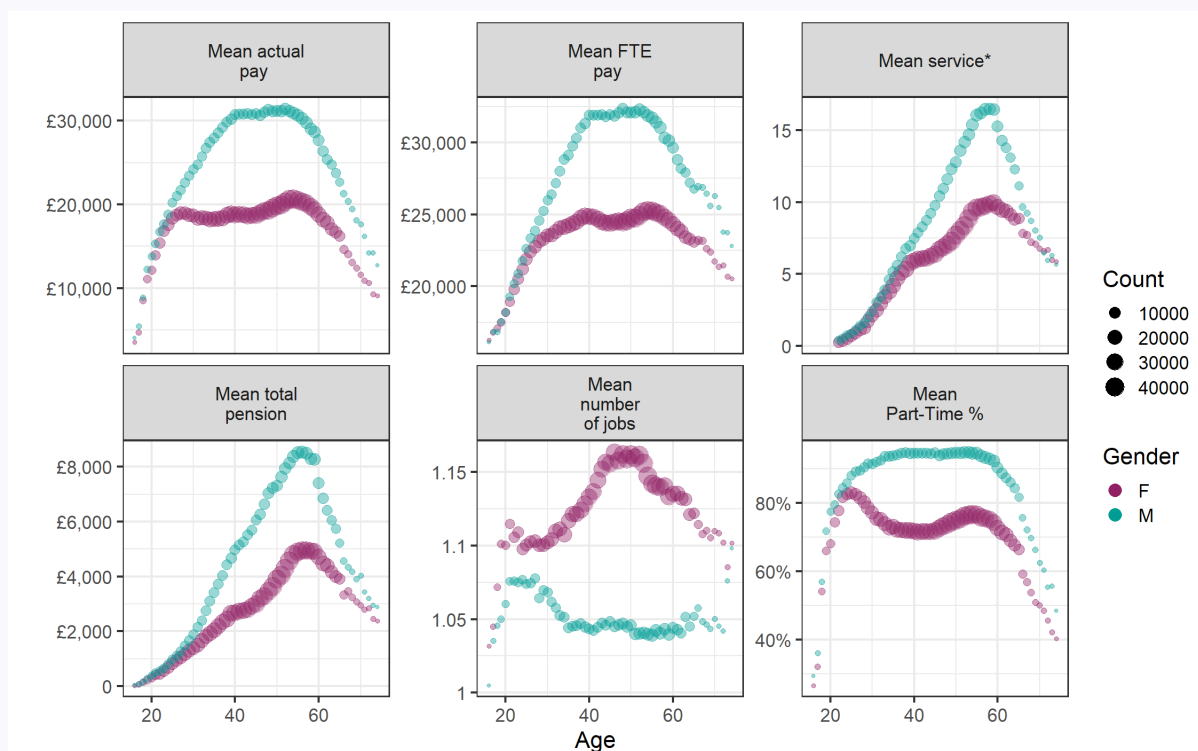 Mean actual
pay
Mean FTE
pay
Mean service*
£30,000
£20,000
£10,000
£30,000
£25,000
£20,000
15
10
5
0
Mean total
pension
Mean
number
of jobs
Mean
Part-Time %
£8,000
£6,000
£4,000
£2,000
0
1.15
1.1
1.05
1
80%
60%
40%
20 40 60
20 40 60
20 40 60
Age
Count
10000
20000
30000
40000
Gender
F
M